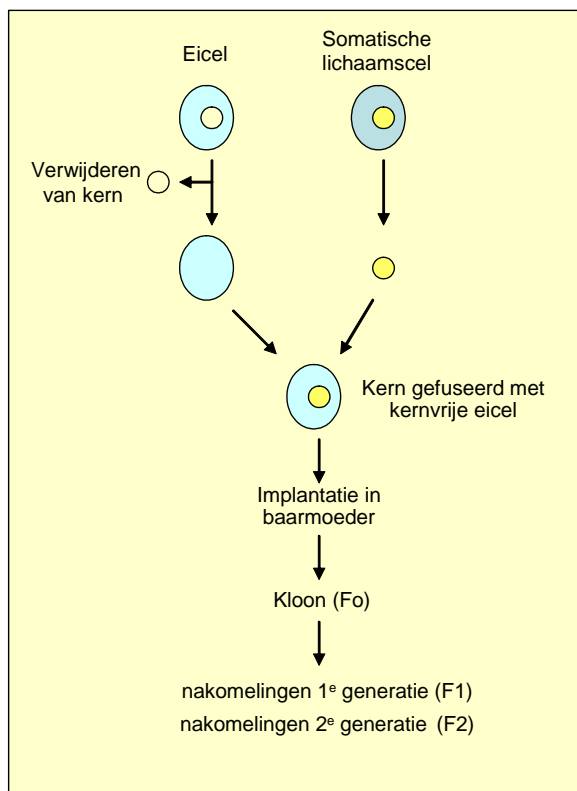 Eicel
Somatische
lichaamscel
Verwijderen
van kern
Kern gefuseerd met
kernvrije eicel
Implantatie in
baarmoeder
Kloon (Fo)
nakomelingen 1ᵉ generatie (F1)
nakomelingen 2ᵉ generatie (F2)